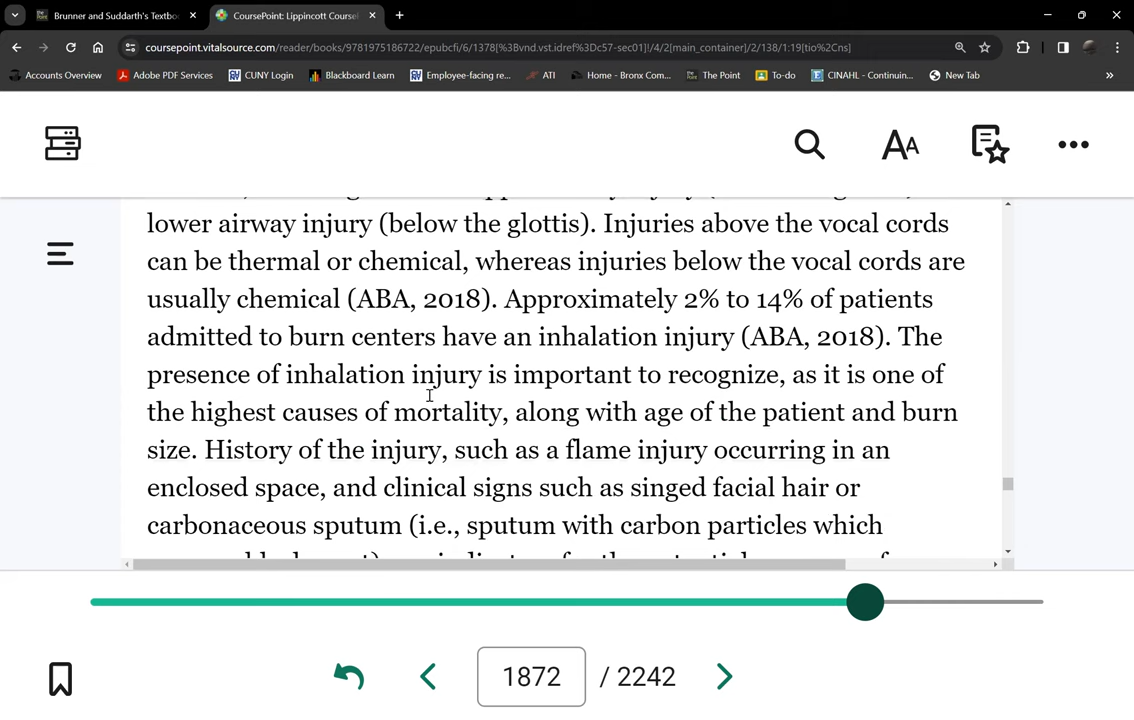 Brunner and Suddarth's Textbo
CoursePoint: Lippincott Course
coursepoint.vitalsource.com/reader/books/9781975186722/epubcfi/6/1378[%3Bvnd.vst.idref%3Dc57-sec01]!/4/2[main_container]/2/138/1:19[tio%2Cns]
Accounts Overview
Adobe PDF Services
CUNY Login
Blackboard Learn
Employee-facing re...
ATI
Home - Bronx Com...
The Point
To-do
CINAHL - Continuin...
New Tab
AA
lower airway injury (below the glottis). Injuries above the vocal cords
can be thermal or chemical, whereas injuries below the vocal cords are
usually chemical (ABA, 2018). Approximately 2% to 14% of patients
admitted to burn centers have an inhalation injury (ABA, 2018). The
presence of inhalation injury is important to recognize, as it is one of
the highest causes of mortality, along with age of the patient and burn
size. History of the injury, such as a flame injury occurring in an
enclosed space, and clinical signs such as singed facial hair or
carbonaceous sputum (i.e., sputum with carbon particles which
1872 / 2242